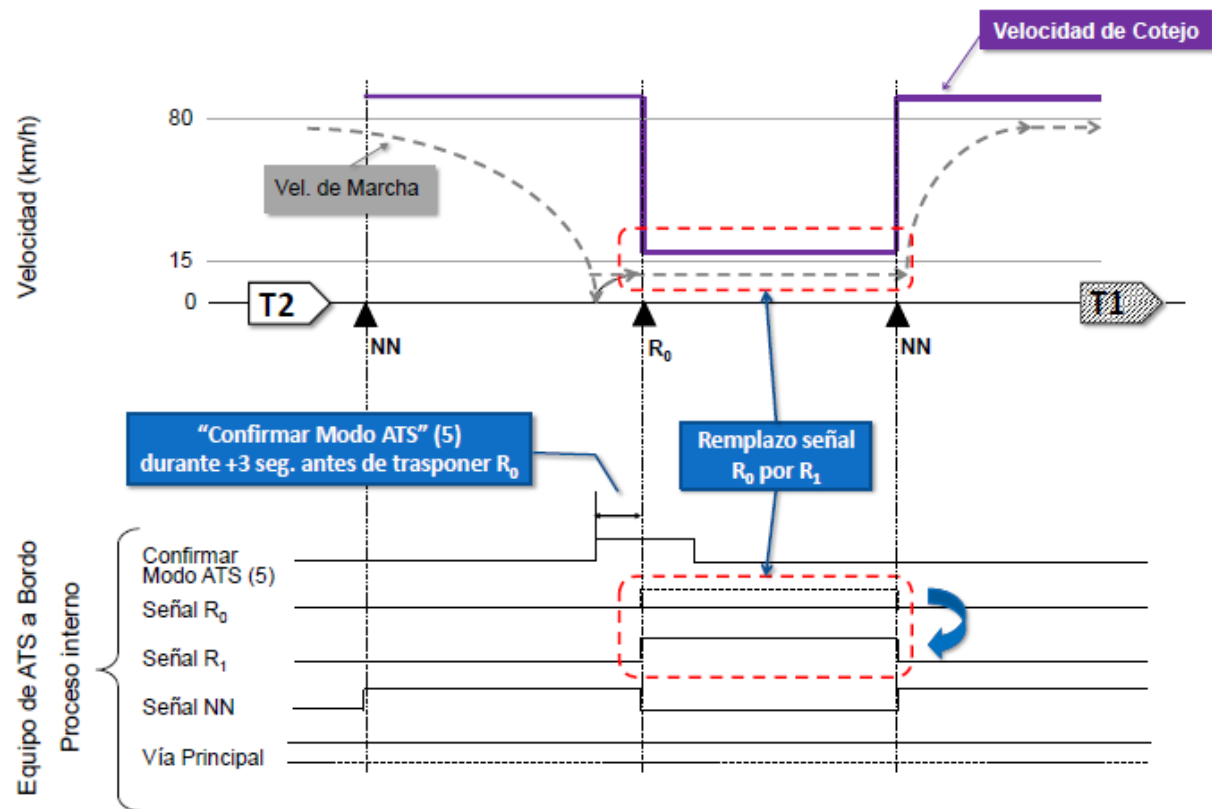 Velocidad de Cotejo
Velocidad (km/h)
80
Vel. de Marcha
15
0
T2
T1
NN
R₀
NN
“Confirmar Modo ATS” (5)
durante +3 seg. antes de trasponer R₀
Remplazo señal
R₀ por R₁
Equipo de ATS a Bordo
Proceso interno
Confirmar
Modo ATS (5)
Señal R₀
Señal R₁
Señal NN
Vía Principal